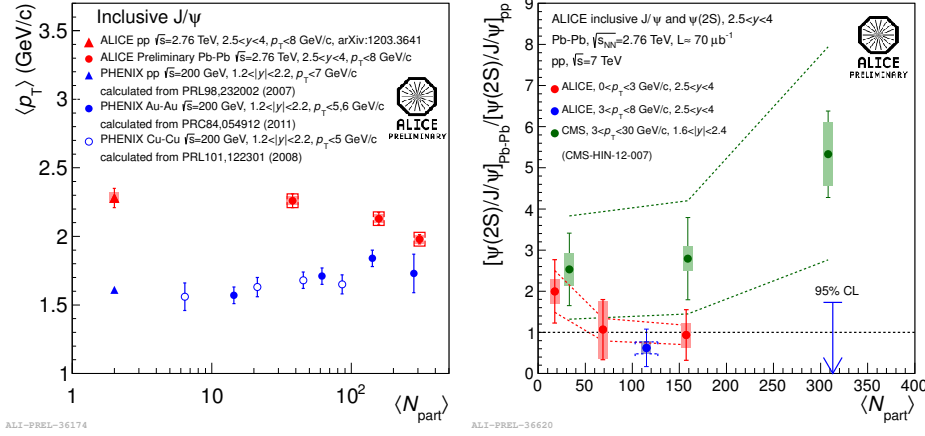 Inclusive J/ψ
ALICE pp √s=2.76 TeV, 2.5<y<4, p_T<8 GeV/c, arXiv:1203.3641
ALICE Preliminary Pb-Pb √s=2.76 TeV, 2.5<y<4, p_T<8 GeV/c
PHENIX pp √s=200 GeV, 1.2<|y|<2.2, p_T<7 GeV/c
calculated from PRL98,232002 (2007)
PHENIX Au-Au √s=200 GeV, 1.2<|y|<2.2, p_T<5,6 GeV/c
calculated from PRC84,054912 (2011)
PHENIX Cu-Cu √s=200 GeV, 1.2<|y|<2.2, p_T<5 GeV/c
calculated from PRL101,122301 (2008)
ALICE
PRELIMINARY
⟨p_T⟩ (GeV/c)
3.5
3
2.5
2
1.5
1
1 10 10²
⟨N_part⟩
ALI-PREL-36174
ALICE inclusive J/ψ and ψ(2S), 2.5<y<4
Pb-Pb, √s_NN=2.76 TeV, L≈ 70 μb⁻¹
pp, √s=7 TeV
ALICE, 0<p_T<3 GeV/c, 2.5<y<4
ALICE, 3<p_T<8 GeV/c, 2.5<y<4
CMS, 3<p_T<30 GeV/c, 1.6<|y|<2.4
(CMS-HIN-12-007)
ALICE
PRELIMINARY
[ψ(2S)/J/ψ]_Pb-Pb/[ψ(2S)/J/ψ]_pp
9
8
7
6
5
4
3
2
1
0
95% CL
0 50 100 150 200 250 300 350 400
⟨N_part⟩
ALI-PREL-36620